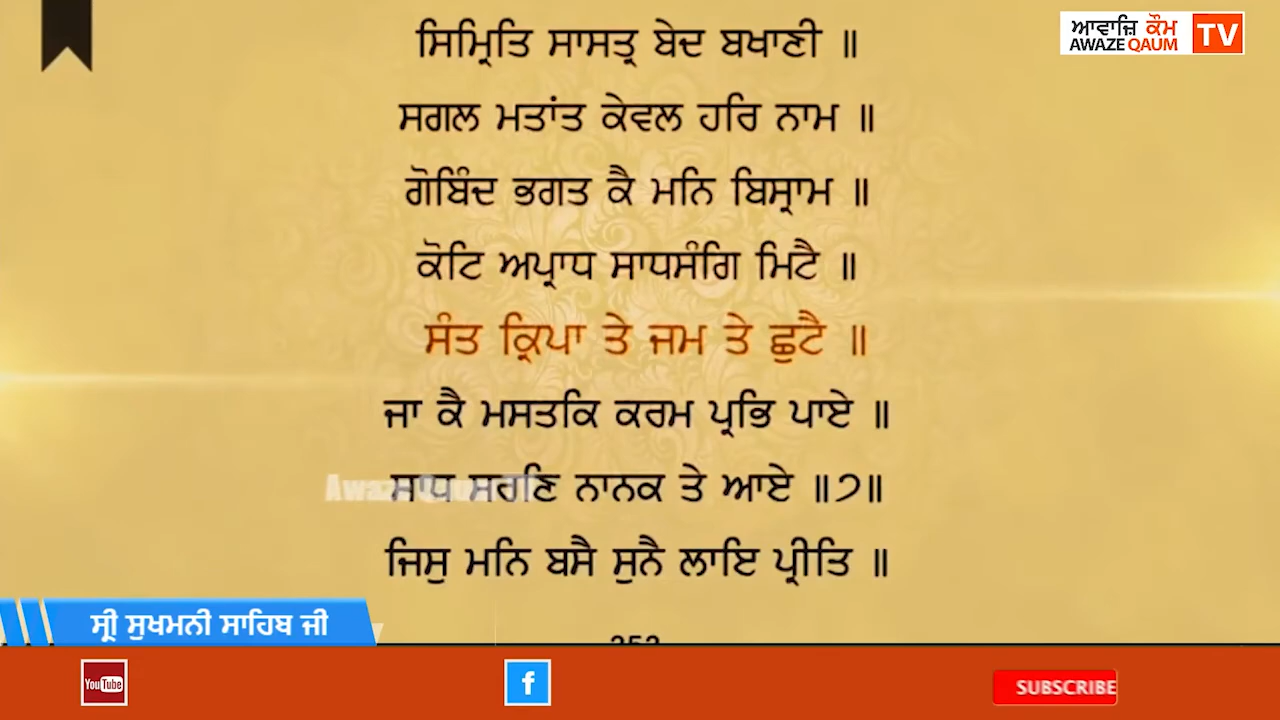 ਆਵਾਜ਼ਿ ਕੌਮ
AWAZE QAUM TV
ਸਿਮ੍ਰਿਤਿ ਸਾਸਤ੍ਰ ਬੇਦ ਬਖਾਣੀ ॥
ਸਗਲ ਮਤਾਂਤ ਕੇਵਲ ਹਰਿ ਨਾਮ ॥
ਗੋਬਿੰਦ ਭਗਤ ਕੈ ਮਨਿ ਬਿਸ੍ਰਾਮ ॥
ਕੋਟਿ ਅਪ੍ਰਾਧ ਸਾਧਸੰਗਿ ਮਿਟੈ ॥
ਸੰਤ ਕ੍ਰਿਪਾ ਤੇ ਜਮ ਤੇ ਛੁਟੈ ॥
ਜਾ ਕੈ ਮਸਤਕਿ ਕਰਮ ਪ੍ਰਭਿ ਪਾਏ ॥
ਸਾਧ ਸਰਣਿ ਨਾਨਕ ਤੇ ਆਏ ॥੭॥
ਜਿਸੁ ਮਨਿ ਬਸੈ ਸੁਨੈ ਲਾਇ ਪ੍ਰੀਤਿ ॥
ਸ੍ਰੀ ਸੁਖਮਨੀ ਸਾਹਿਬ ਜੀ
YouTube
f
SUBSCRIBE